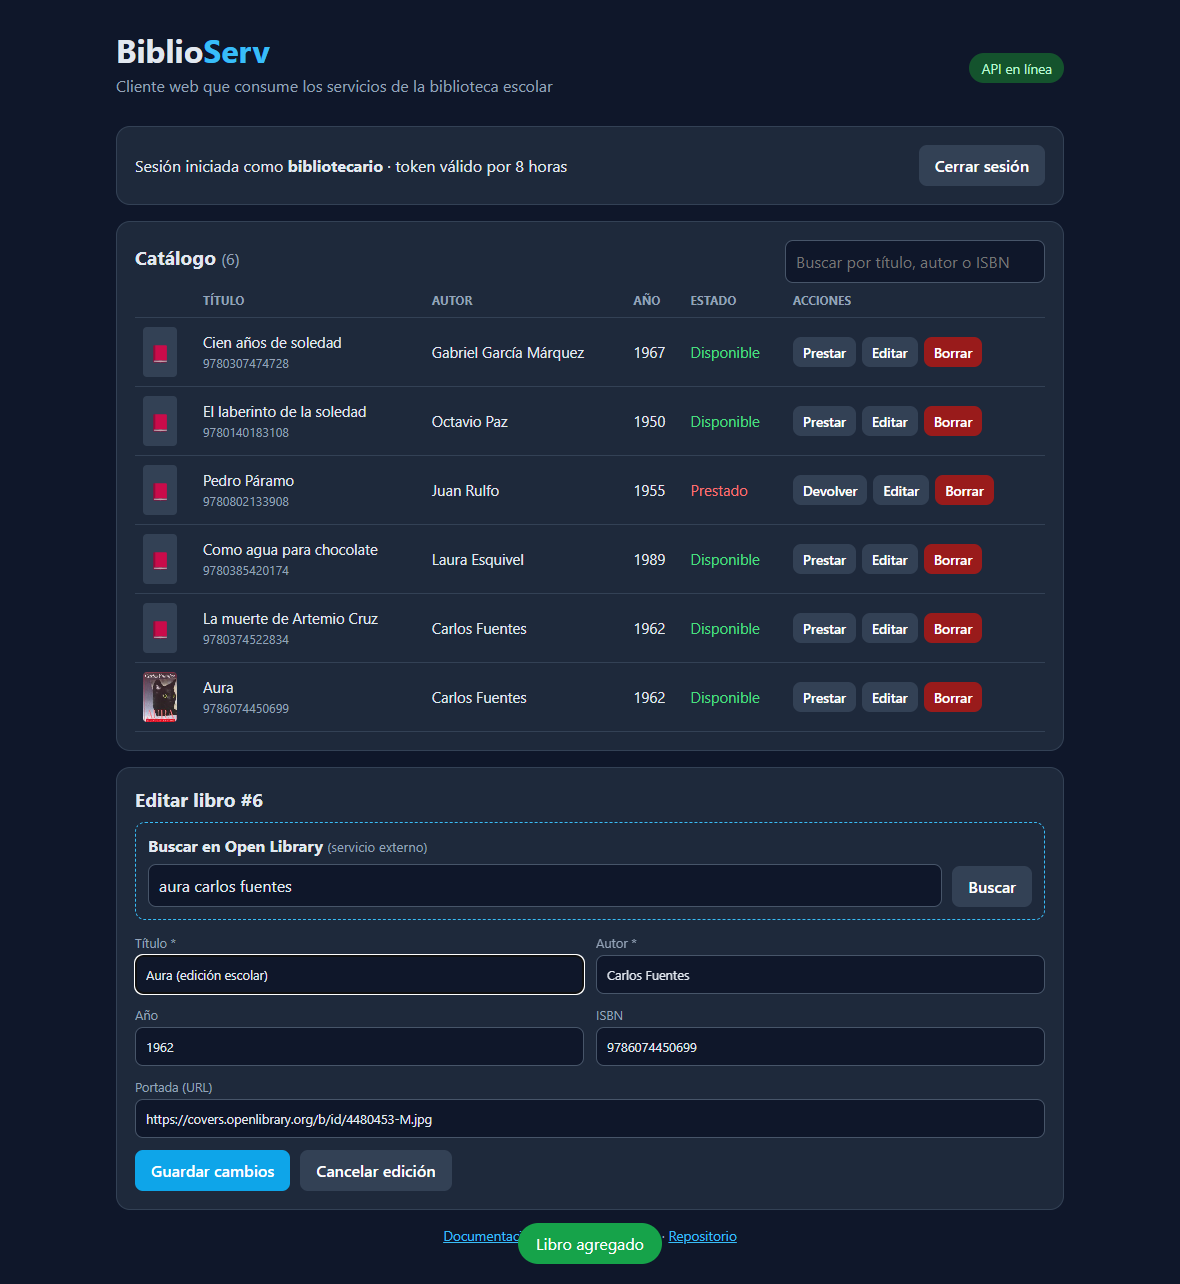 BiblioServ
Cliente web que consume los servicios de la biblioteca escolar
API en línea
Sesión iniciada como bibliotecario · token válido por 8 horas
Cerrar sesión
Catálogo (6)
Buscar por título, autor o ISBN
TÍTULO AUTOR AÑO ESTADO ACCIONES
Cien años de soledad
9780307474728
Gabriel García Márquez 1967 Disponible Prestar Editar Borrar
El laberinto de la soledad
9780140183108
Octavio Paz 1950 Disponible Prestar Editar Borrar
Pedro Páramo
9780802133908
Juan Rulfo 1955 Prestado Devolver Editar Borrar
Como agua para chocolate
9780385420174
Laura Esquivel 1989 Disponible Prestar Editar Borrar
La muerte de Artemio Cruz
9780374522834
Carlos Fuentes 1962 Disponible Prestar Editar Borrar
Aura
9786074450699
Carlos Fuentes 1962 Disponible Prestar Editar Borrar
Editar libro #6
Buscar en Open Library (servicio externo)
aura carlos fuentes
Buscar
Título * Autor *
Aura (edición escolar) Carlos Fuentes
Año ISBN
1962 9786074450699
Portada (URL)
https://covers.openlibrary.org/b/id/4480453-M.jpg
Guardar cambios Cancelar edición
Libro agregado
· Repositorio